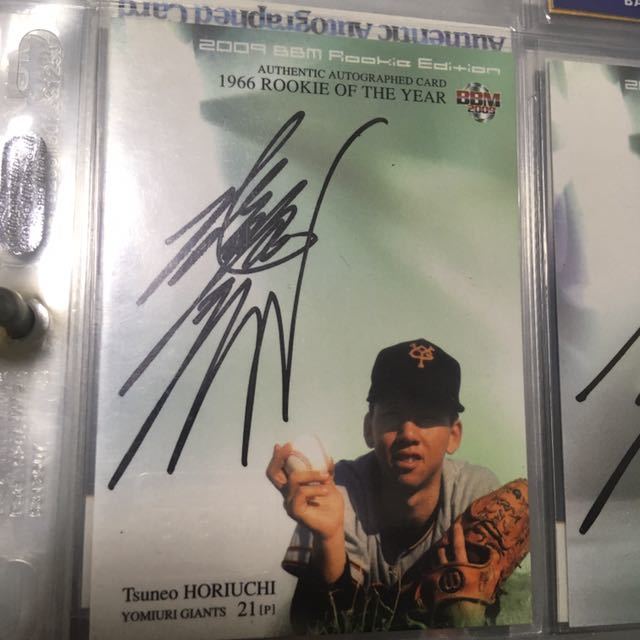 Authentic Autographed Card
2009 BBM Rookie Edition
AUTHENTIC AUTOGRAPHED CARD
1966 ROOKIE OF THE YEAR
BBM
2009
Tsuneo HORIUCHI
YOMIURI GIANTS 21 [P]